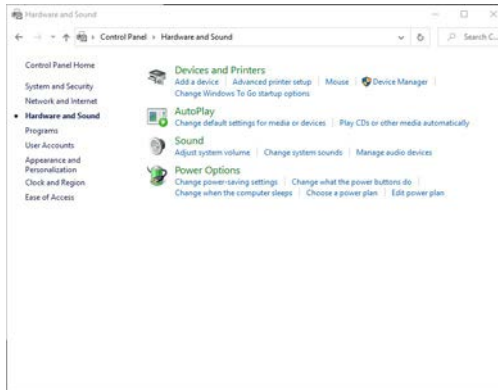 Hardware and Sound
Control Panel › Hardware and Sound
Search C...
Control Panel Home
System and Security
Network and Internet
Hardware and Sound
Programs
User Accounts
Appearance and
Personalization
Clock and Region
Ease of Access
Devices and Printers
Add a device | Advanced printer setup | Mouse | Device Manager
Change Windows To Go startup options
AutoPlay
Change default settings for media or devices | Play CDs or other media automatically
Sound
Adjust system volume | Change system sounds | Manage audio devices
Power Options
Change power-saving settings | Change what the power buttons do
Change when the computer sleeps | Choose a power plan | Edit power plan